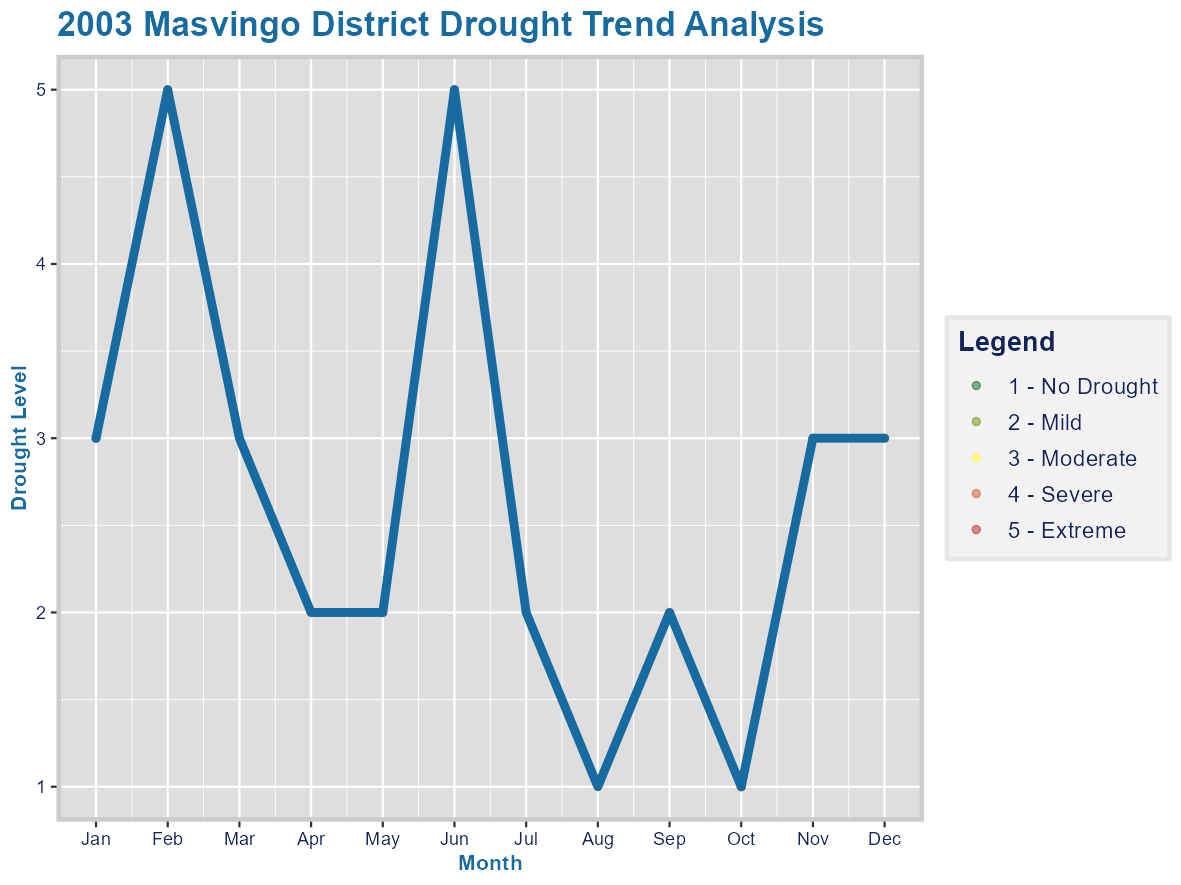 2003 Masvingo District Drought Trend Analysis
5
4
3
2
1
Drought Level
Jan Feb Mar Apr May Jun Jul Aug Sep Oct Nov Dec
Month
Legend
1 - No Drought
2 - Mild
3 - Moderate
4 - Severe
5 - Extreme